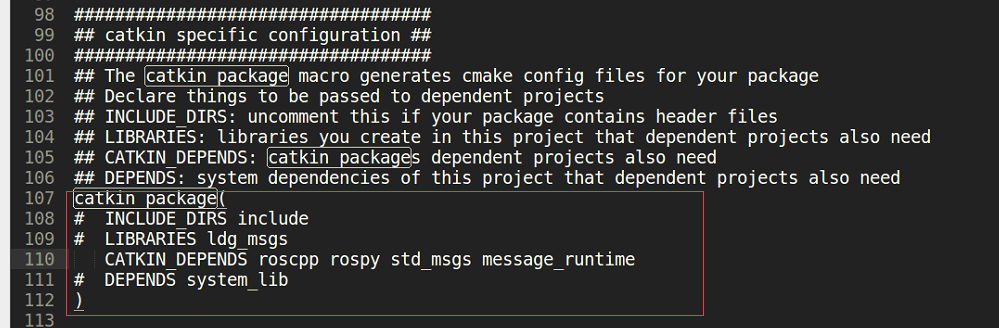 98 ###################################
99 ## catkin specific configuration ##
100 ###################################
101 ## The catkin_package macro generates cmake config files for your package
102 ## Declare things to be passed to dependent projects
103 ## INCLUDE_DIRS: uncomment this if your package contains header files
104 ## LIBRARIES: libraries you create in this project that dependent projects also need
105 ## CATKIN_DEPENDS: catkin_packages dependent projects also need
106 ## DEPENDS: system dependencies of this project that dependent projects also need
107 catkin_package(
108 #  INCLUDE_DIRS include
109 #  LIBRARIES ldg_msgs
110    CATKIN_DEPENDS roscpp rospy std_msgs message_runtime
111 #  DEPENDS system_lib
112 )
113